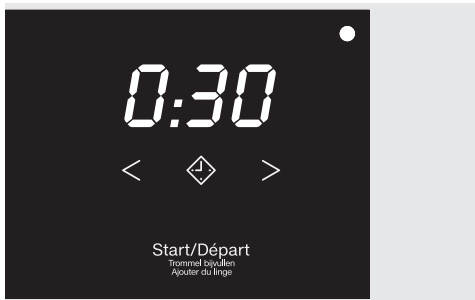 0:30
< >
Start/Départ
Trommel bijvullen
Ajouter du linge